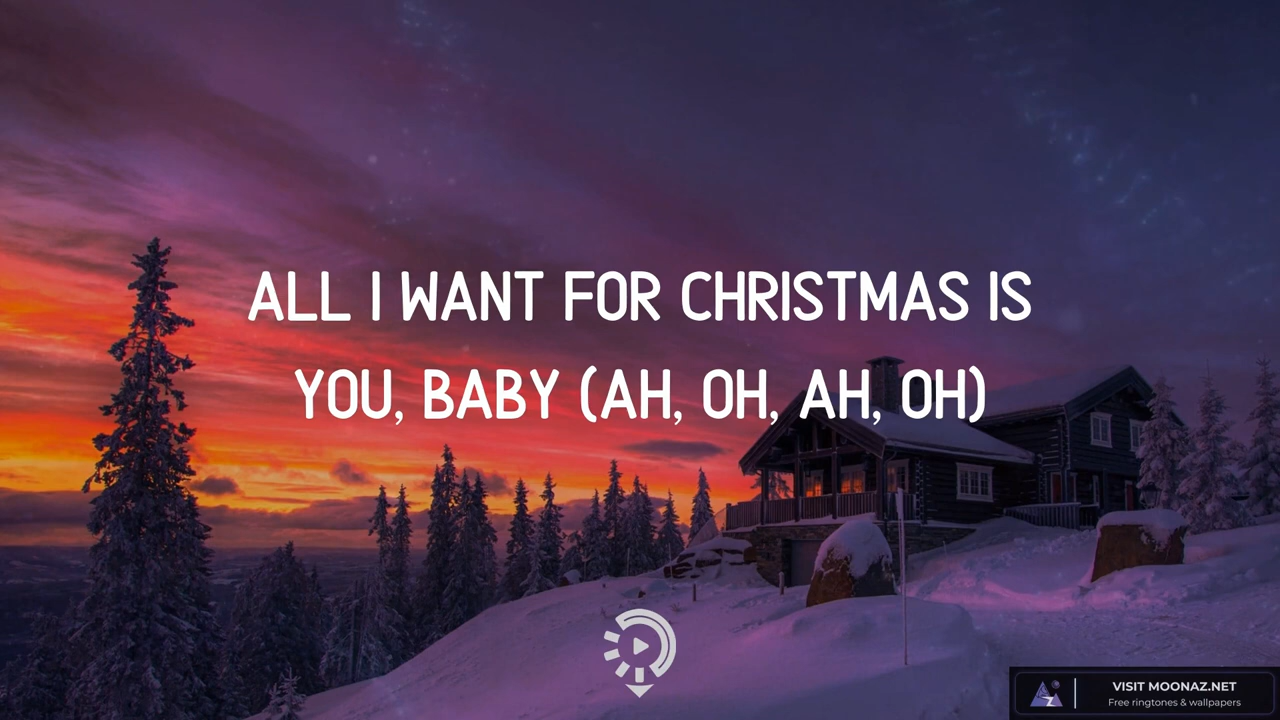 ALL I WANT FOR CHRISTMAS IS
YOU, BABY (AH, OH, AH, OH)
VISIT MOONAZ.NET
Free ringtones & wallpapers